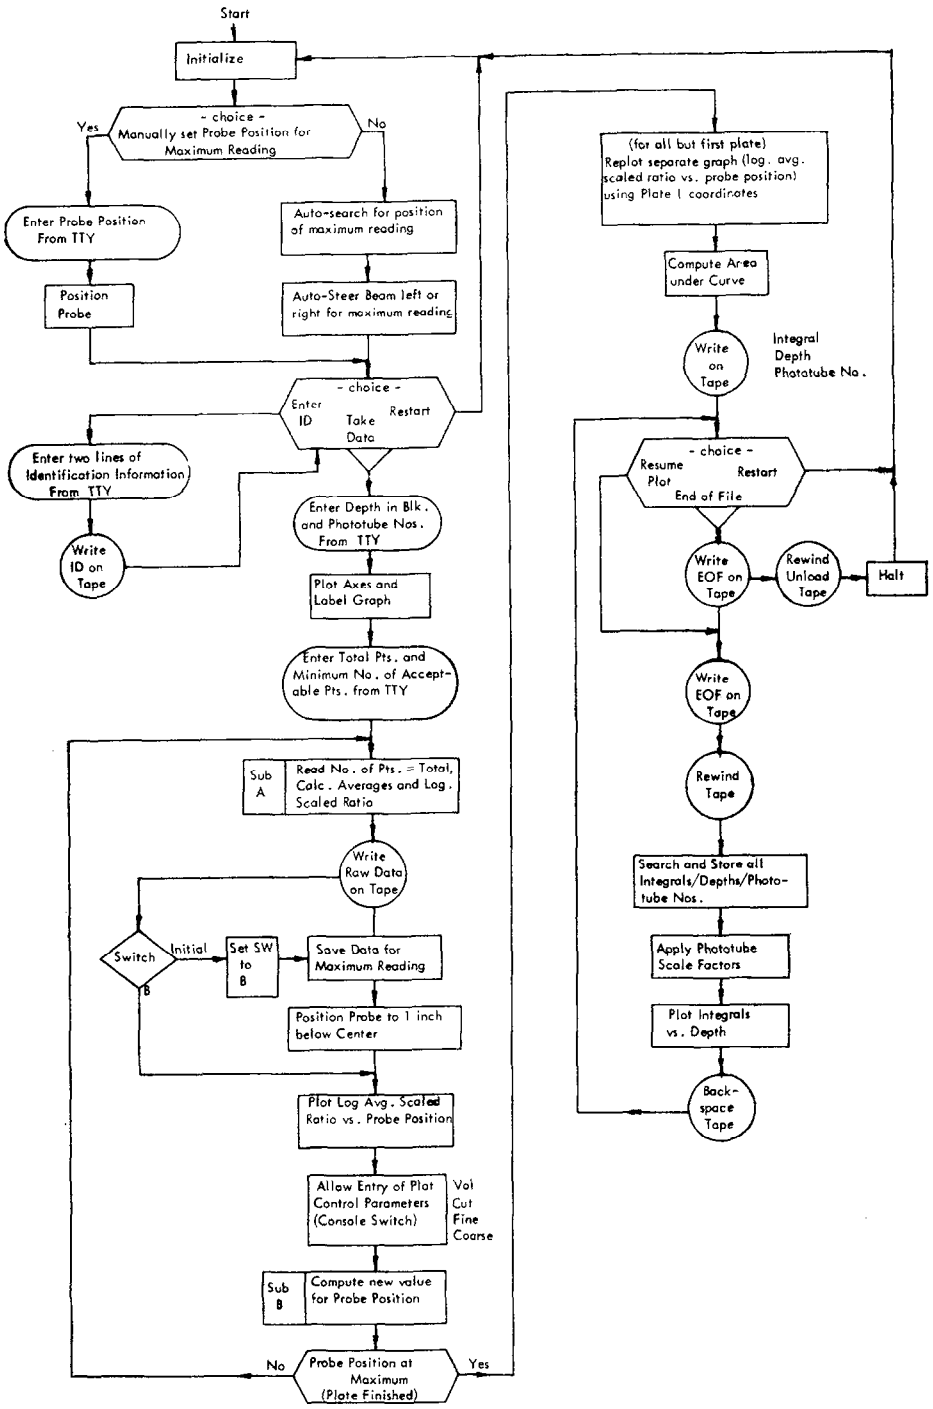 Start
Initialize
- choice -
Manually set Probe Position for
Maximum Reading
Yes
No
Enter Probe Position
From TTY
Position
Probe
Auto-search for position
of maximum reading
Auto-Steer Beam left or
right for maximum reading
- choice -
Enter
ID
Take
Data
Restart
Enter two lines of
Identification Information
From TTY
Write
ID on
Tape
Enter Depth in Blk.
and Phototube Nos.
From TTY
Plot Axes and
Label Graph
Enter Total Pts. and
Minimum No. of Accept-
able Pts. from TTY
Sub
A
Read No. of Pts. = Total,
Calc. Averages and Log.
Scaled Ratio
Write
Raw Data
on Tape
Switch
Initial
B
Set SW
to
B
Save Data for
Maximum Reading
Position Probe to 1 inch
below Center
Plot Log Avg. Scaled
Ratio vs. Probe Position
Allow Entry of Plot
Control Parameters
(Console Switch)
Vol
Cut
Fine
Coarse
Sub
B
Compute new value
for Probe Position
No
Probe Position at
Maximum
(Plate Finished)
Yes
(for all but first plate)
Replot separate graph (log. avg.
scaled ratio vs. probe position)
using Plate 1 coordinates
Compute Area
under Curve
Write
on
Tape
Integral
Depth
Phototube No.
- choice -
Resume
Plot
Restart
End of File
Write
EOF on
Tape
Rewind
Unload
Tape
Halt
Write
EOF on
Tape
Rewind
Tape
Search and Store all
Integrals/Depths/Photo-
tube Nos.
Apply Phototube
Scale Factors
Plot Integrals
vs. Depth
Back-
space
Tape